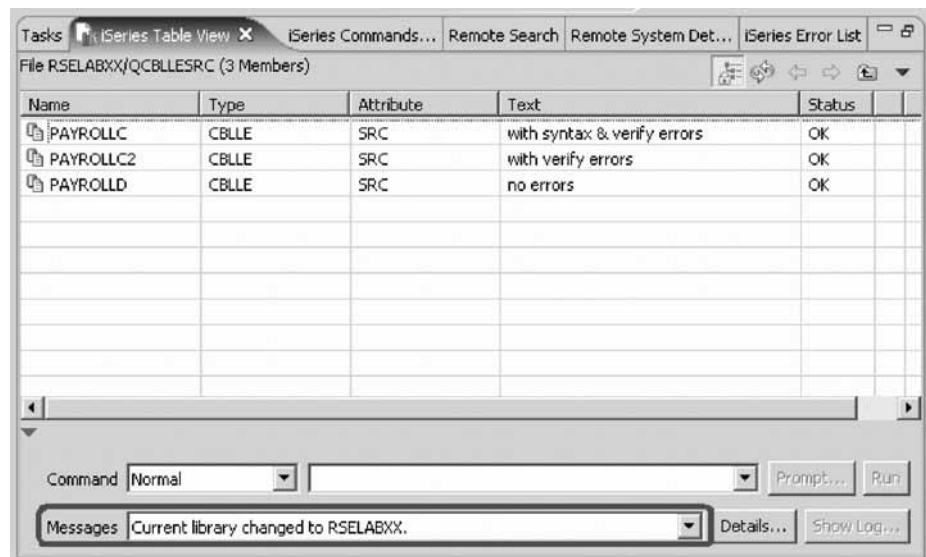 Tasks iSeries Table View iSeries Commands... Remote Search Remote System Det... iSeries Error List
File RSELABXX/QCBLLESRC (3 Members)
Name Type Attribute Text Status
PAYROLLC CBLLE SRC with syntax & verify errors OK
PAYROLLC2 CBLLE SRC with verify errors OK
PAYROLLD CBLLE SRC no errors OK
Command Normal Prompt... Run
Messages Current library changed to RSELABXX. Details... Show Log...